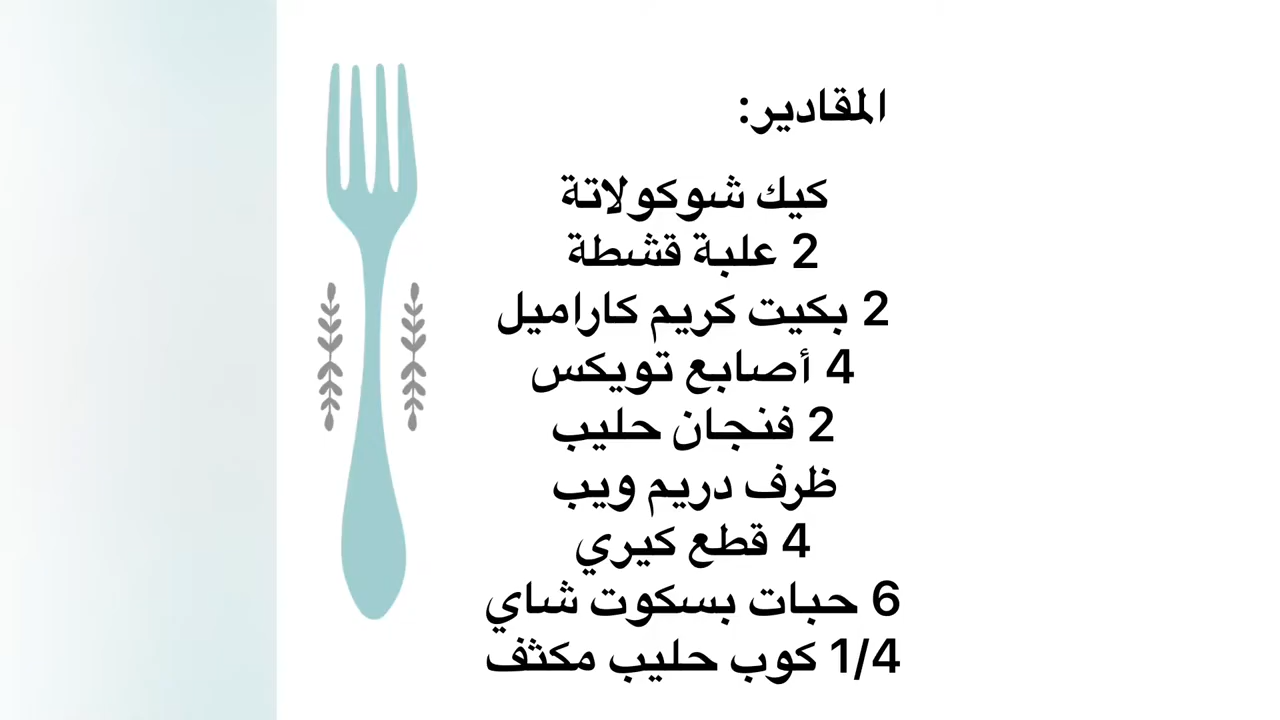 المقادير:
كيك شوكولاتة
2 علبة قشطة
2 بكيت كريم كاراميل
4 أصابع تويكس
2 فنجان حليب
ظرف دريم ويب
4 قطع كيري
6 حبات بسكوت شاي
1/4 كوب حليب مكثف